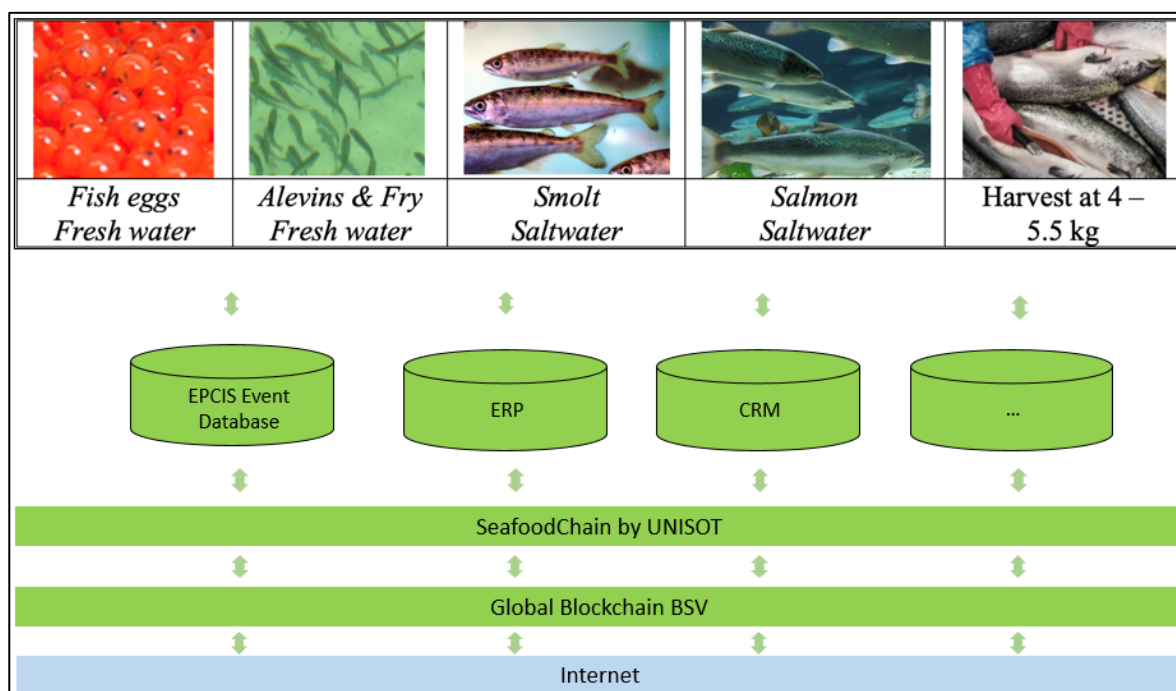 Fish eggs
Fresh water
Alevins & Fry
Fresh water
Smolt
Saltwater
Salmon
Saltwater
Harvest at 4 –
5.5 kg
EPCIS Event
Database
ERP
CRM
...
SeafoodChain by UNISOT
Global Blockchain BSV
Internet